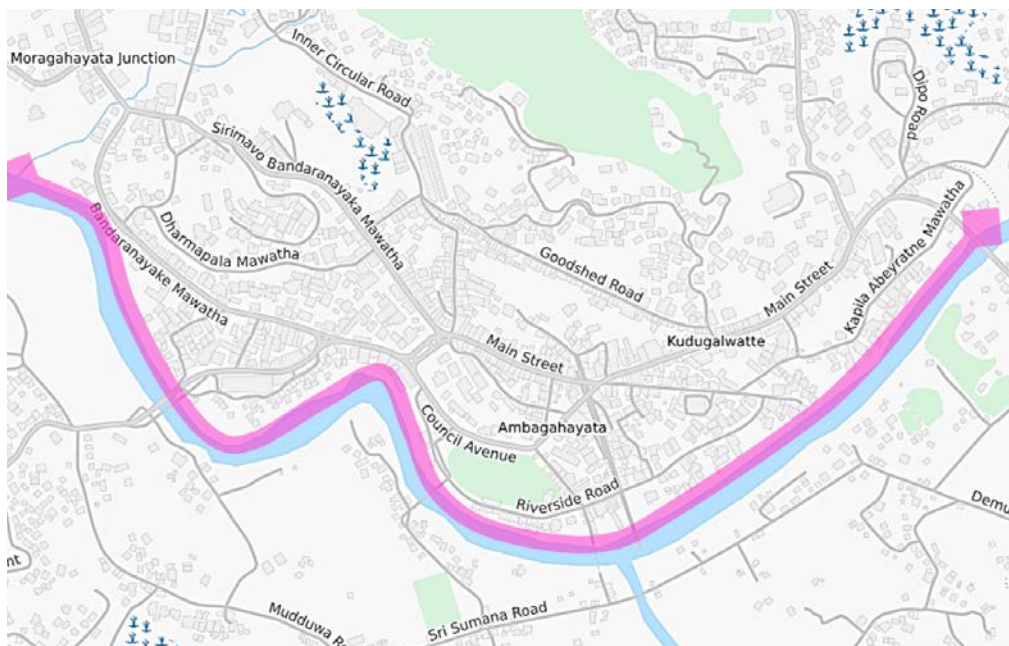 Moragahayata Junction
Inner Circular Road
Dipo Road
Sirimavo Bandaranayaka Mawatha
Dharmapala Mawatha
Bandaranayake Mawatha
Goodshed Road
Main Street
Kapila Abeyratne Mawatha
Kudugalwatte
Main Street
Council Avenue
Ambagahayata
Riverside Road
Demu
nt
Mudduwa R
Sri Sumana Road